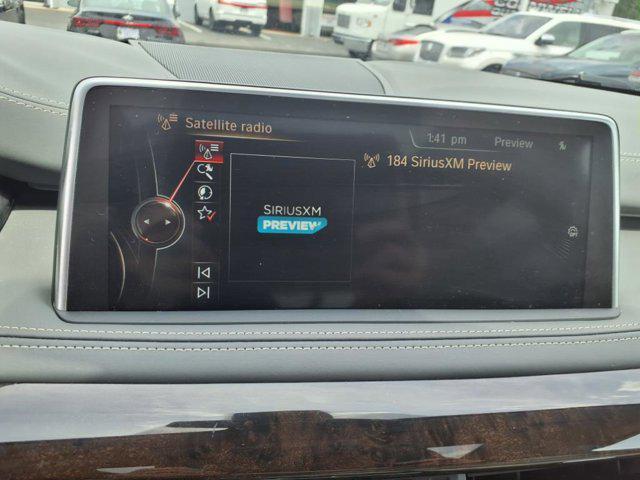 Satellite radio
1:41 pm
Preview
184 SiriusXM Preview
SIRIUSXM
PREVIEW